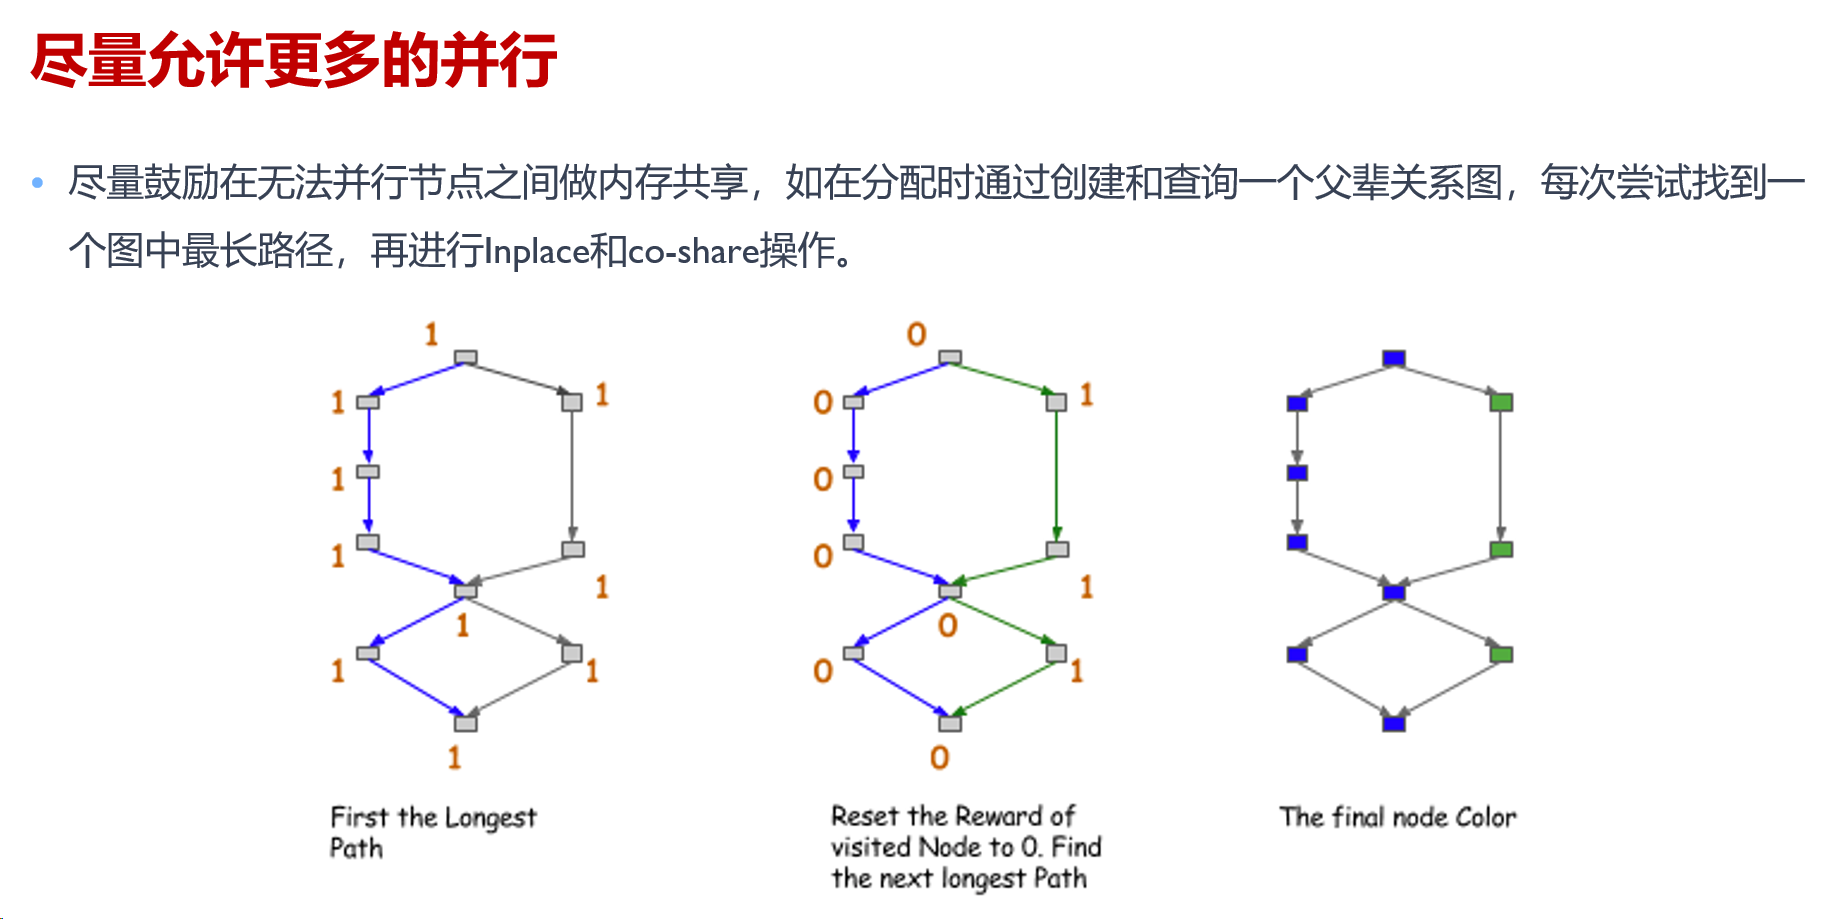 尽量允许更多的并行
• 尽量鼓励在无法并行节点之间做内存共享，如在分配时通过创建和查询一个父辈关系图，每次尝试找到一
个图中最长路径，再进行Inplace和co-share操作。
1
1
1
1
1
1
1
1
1
1
First the Longest
Path
0
0
1
0
0
1
0
0
1
0
Reset the Reward of
visited Node to 0. Find
the next longest Path
The final node Color